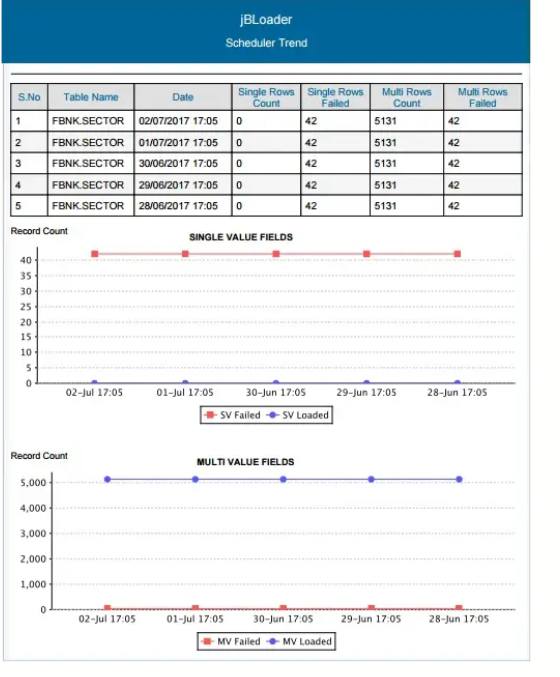 jBLoader
Scheduler Trend
S.No Table Name Date Single Rows Count Single Rows Failed Multi Rows Count Multi Rows Failed
1 FBNK.SECTOR 02/07/2017 17:05 0 42 5131 42
2 FBNK.SECTOR 01/07/2017 17:05 0 42 5131 42
3 FBNK.SECTOR 30/06/2017 17:05 0 42 5131 42
4 FBNK.SECTOR 29/06/2017 17:05 0 42 5131 42
5 FBNK.SECTOR 28/06/2017 17:05 0 42 5131 42
Record Count
SINGLE VALUE FIELDS
40
35
30
25
20
15
10
5
0
02-Jul 17:05 01-Jul 17:05 30-Jun 17:05 29-Jun 17:05 28-Jun 17:05
SV Failed SV Loaded
Record Count
MULTI VALUE FIELDS
5,000
4,000
3,000
2,000
1,000
0
02-Jul 17:05 01-Jul 17:05 30-Jun 17:05 29-Jun 17:05 28-Jun 17:05
MV Failed MV Loaded